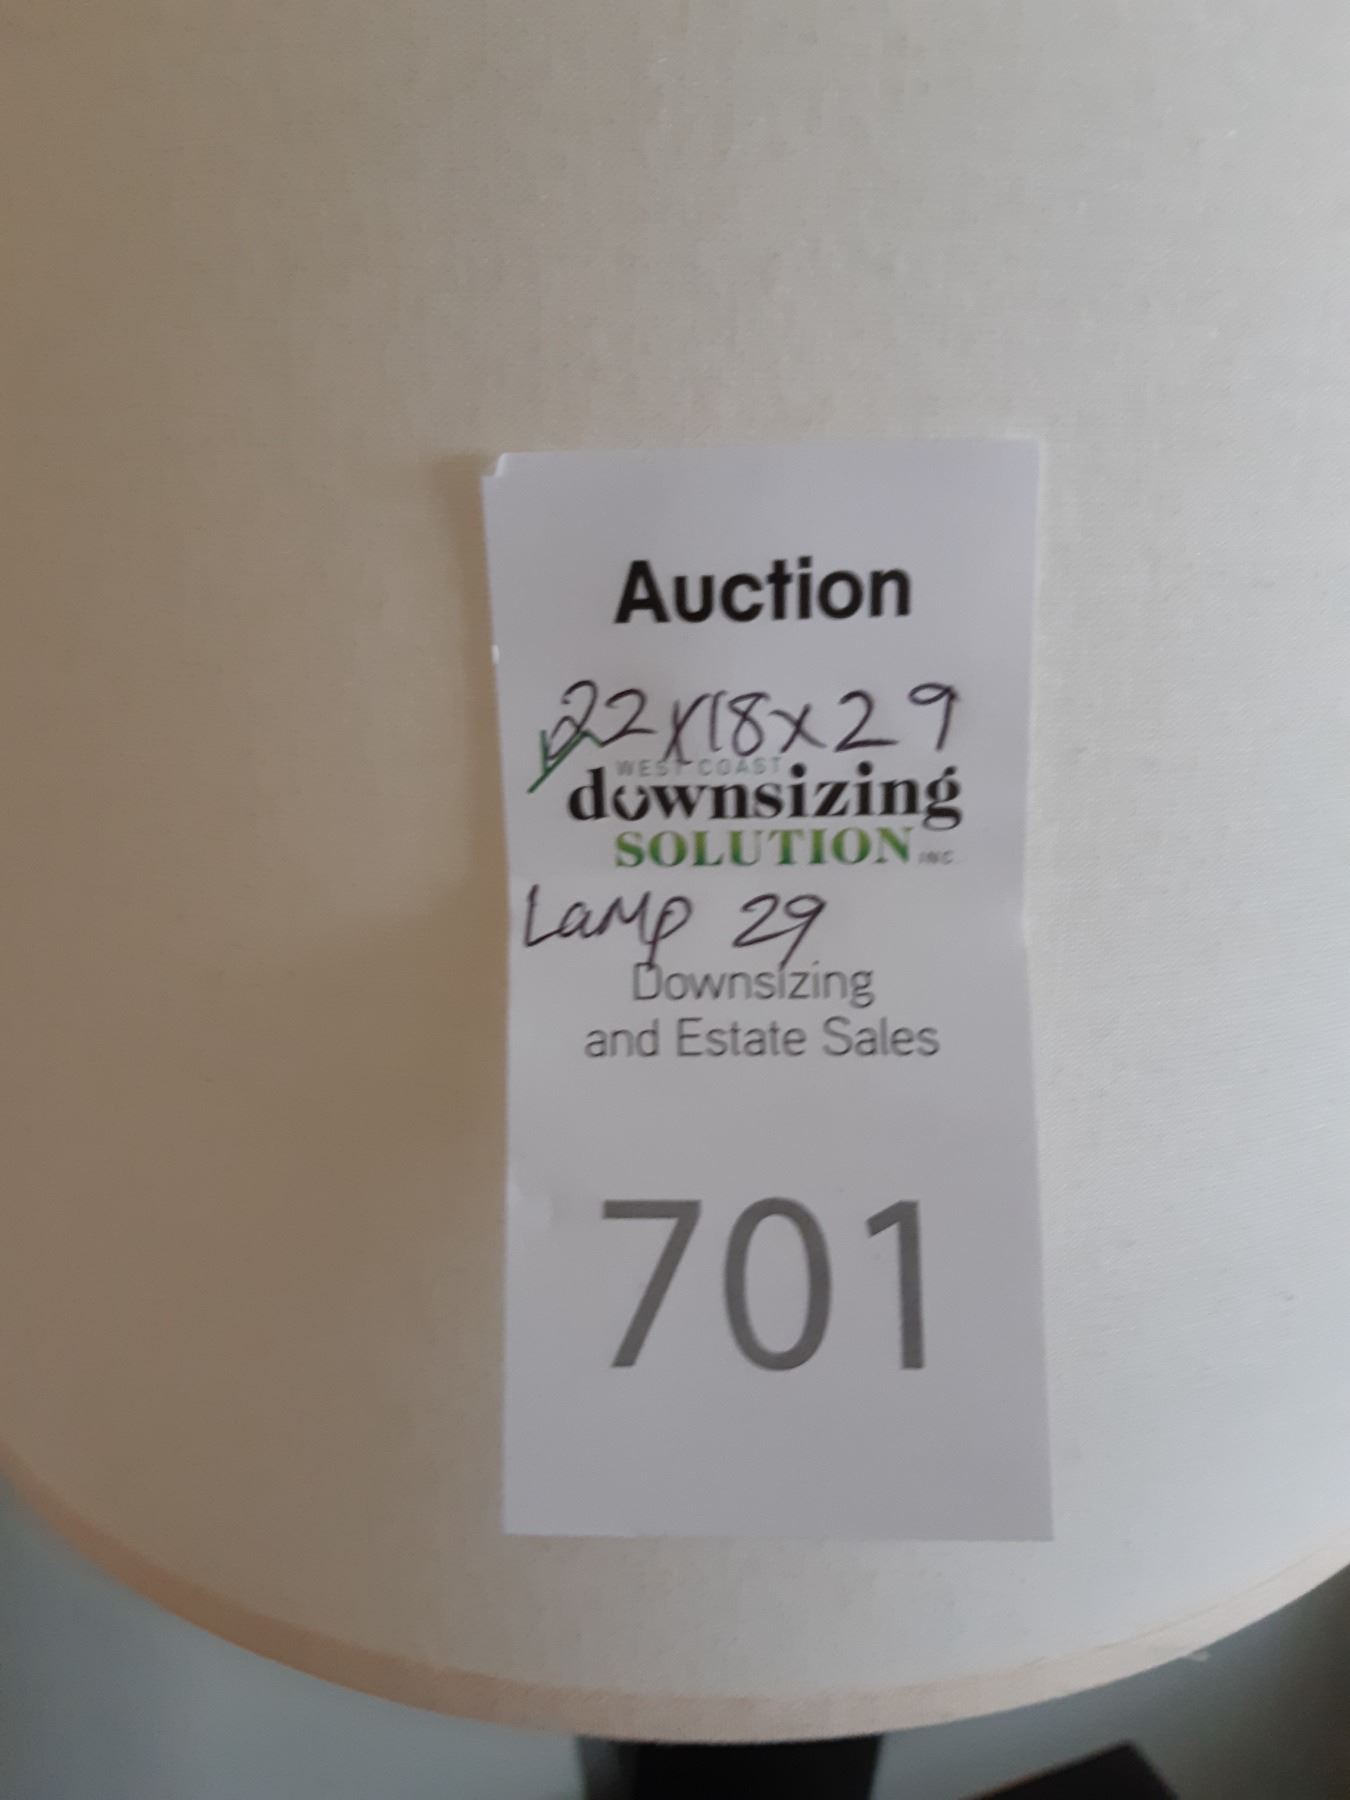 Auction
22x18x29
WEST COAST
downsizing
SOLUTION INC
Lamp 29
Downsizing
and Estate Sales
701